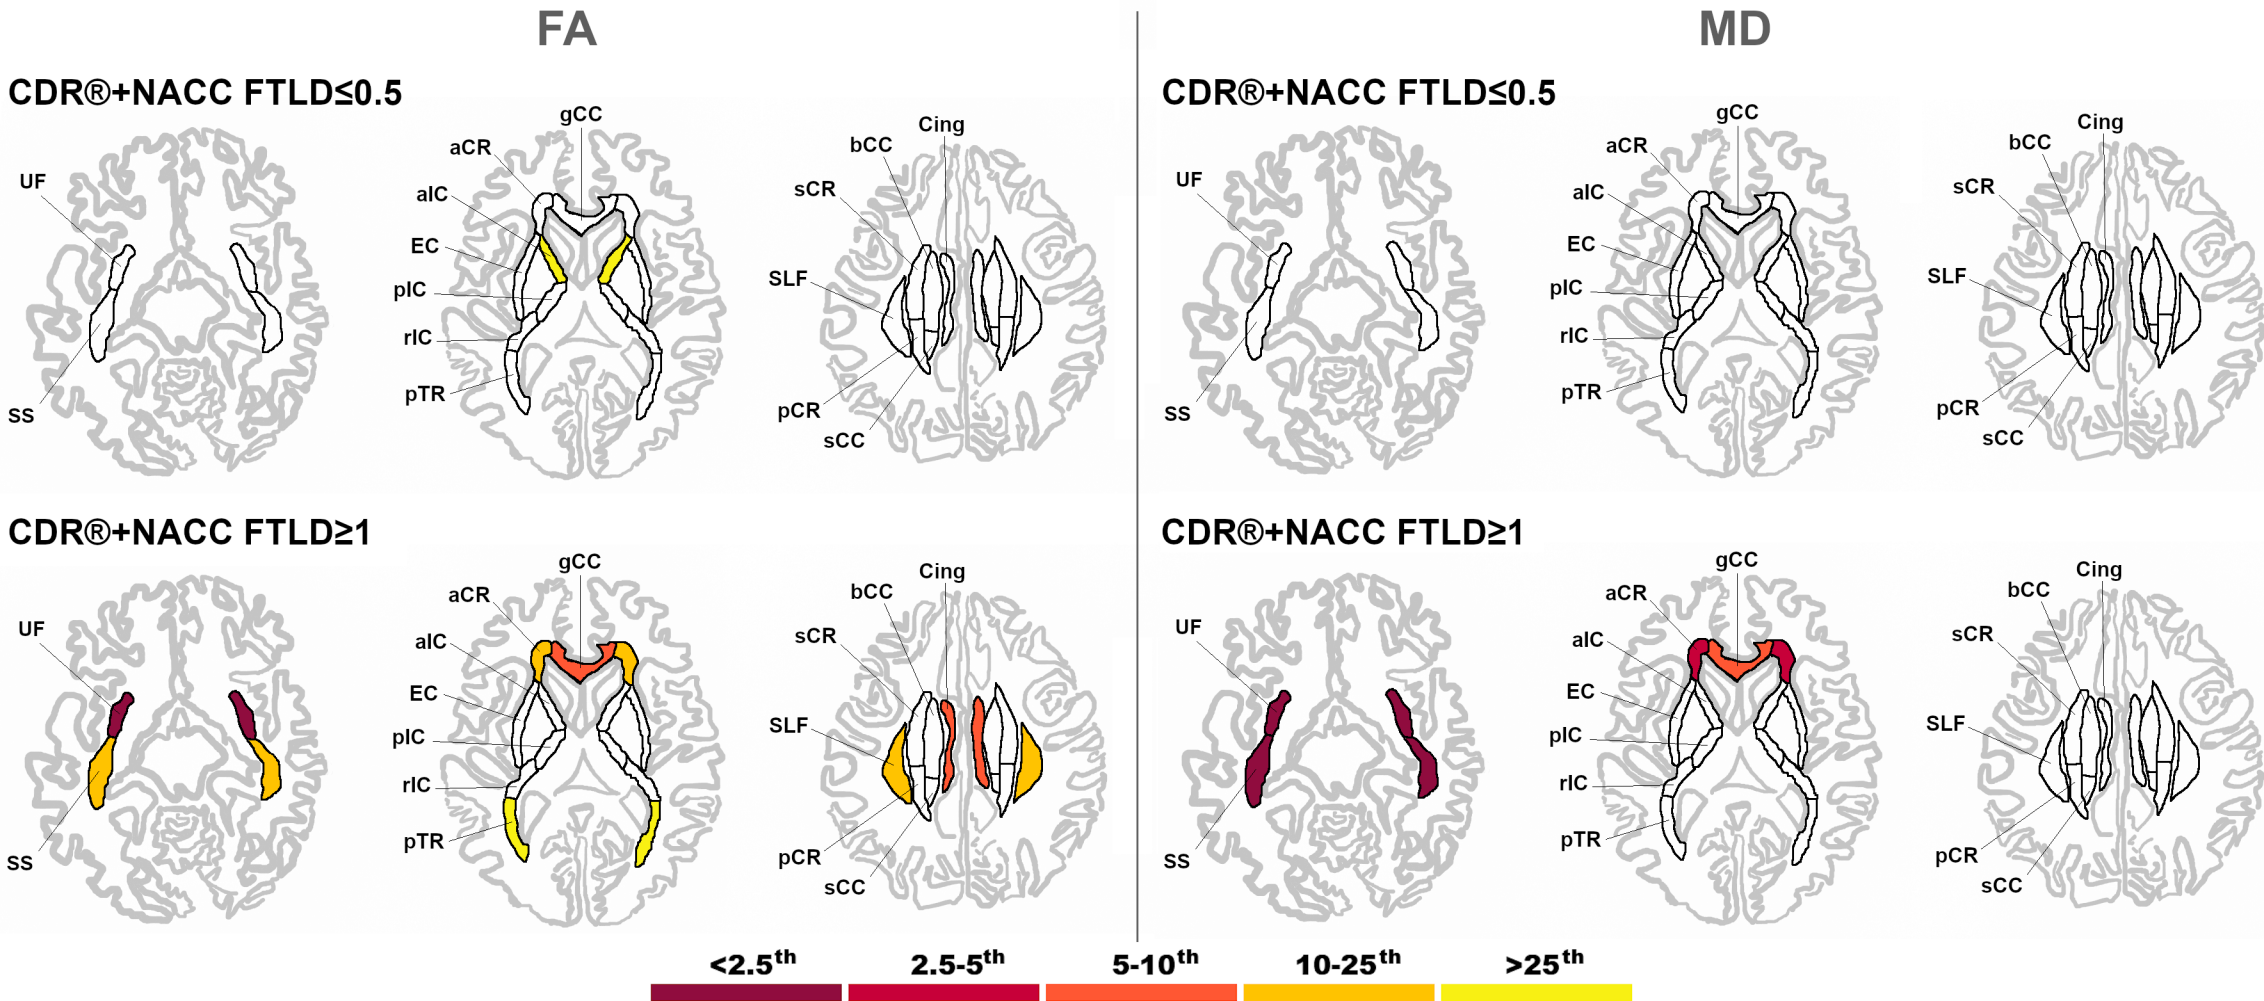 FA
MD
CDR®+NACC FTLD≤0.5
CDR®+NACC FTLD≤0.5
gCC
aCR
aIC
UF
EC
pIC
rIC
pTR
SS
Cing
bCC
sCR
SLF
pCR
sCC
gCC
aCR
aIC
UF
EC
pIC
rIC
pTR
SS
Cing
bCC
sCR
SLF
pCR
sCC
CDR®+NACC FTLD≥1
CDR®+NACC FTLD≥1
gCC
aCR
aIC
UF
EC
pIC
rIC
pTR
SS
Cing
bCC
sCR
SLF
pCR
sCC
gCC
aCR
aIC
UF
EC
pIC
rIC
pTR
SS
Cing
bCC
sCR
SLF
pCR
sCC
<2.5th 2.5-5th 5-10th 10-25th >25th